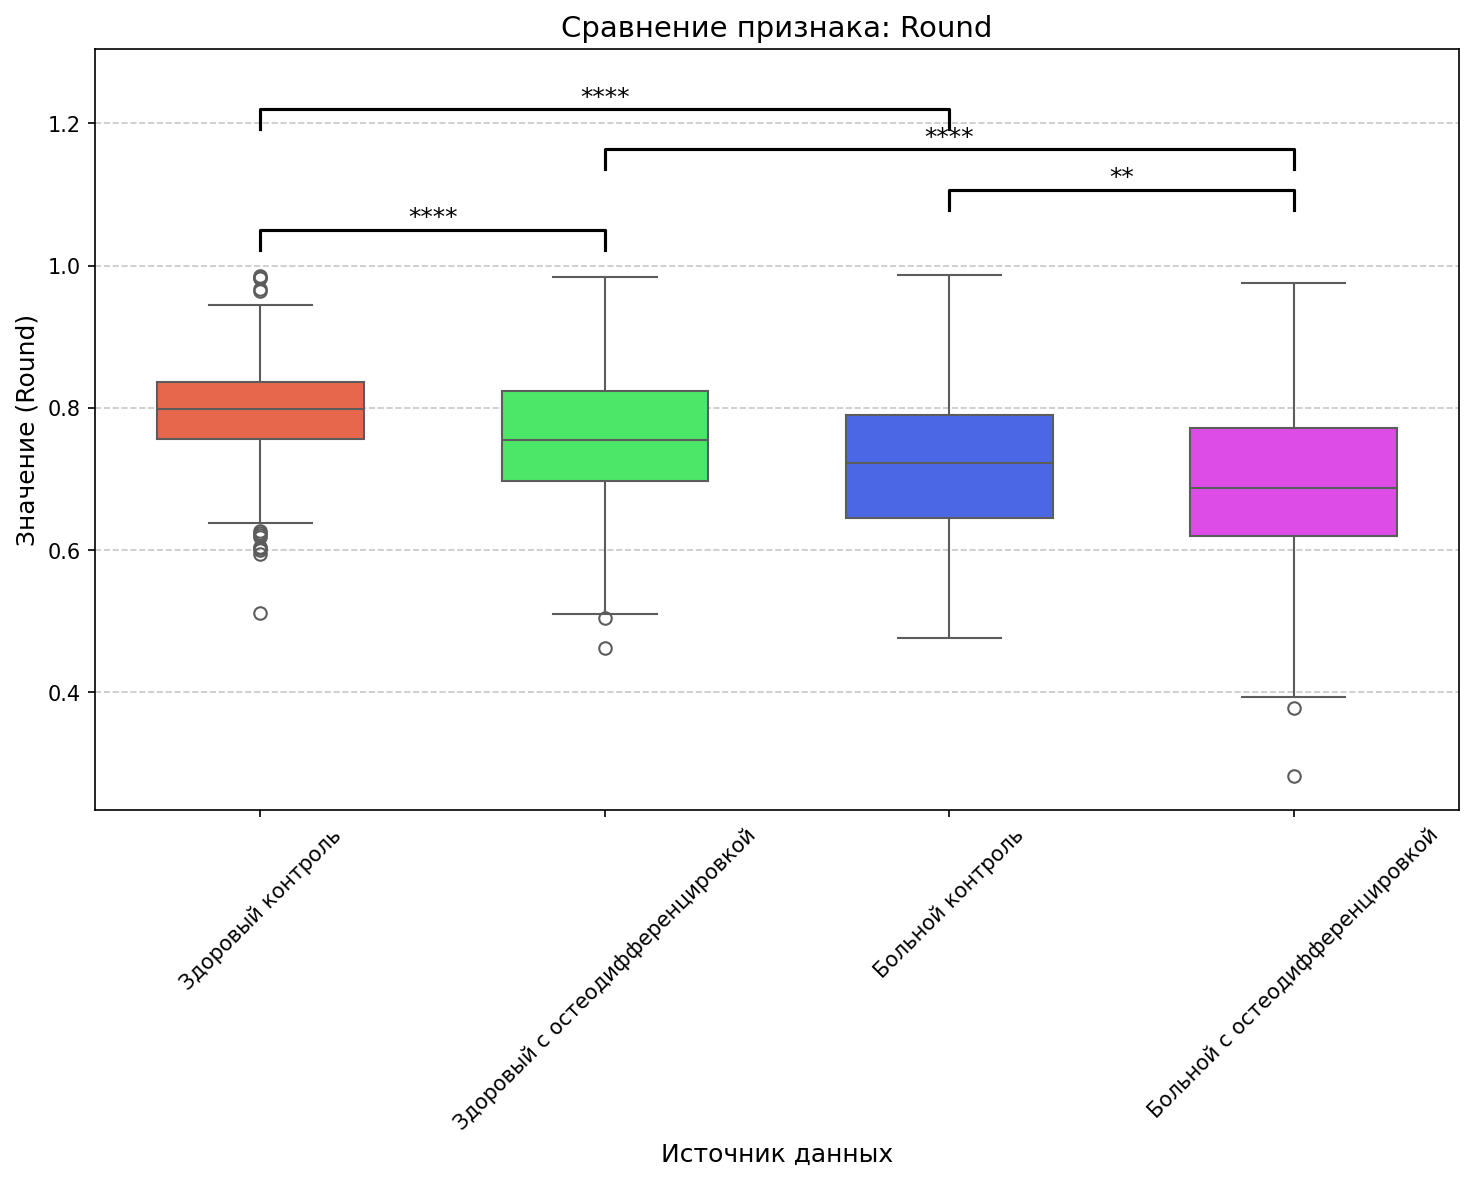 Сравнение признака: Round
****
****
**
****
1.2
1.0
0.8
0.6
0.4
Значение (Round)
Здоровый контроль
Здоровый с остеодифференцировкой
Больной контроль
Больной с остеодифференцировкой
Источник данных